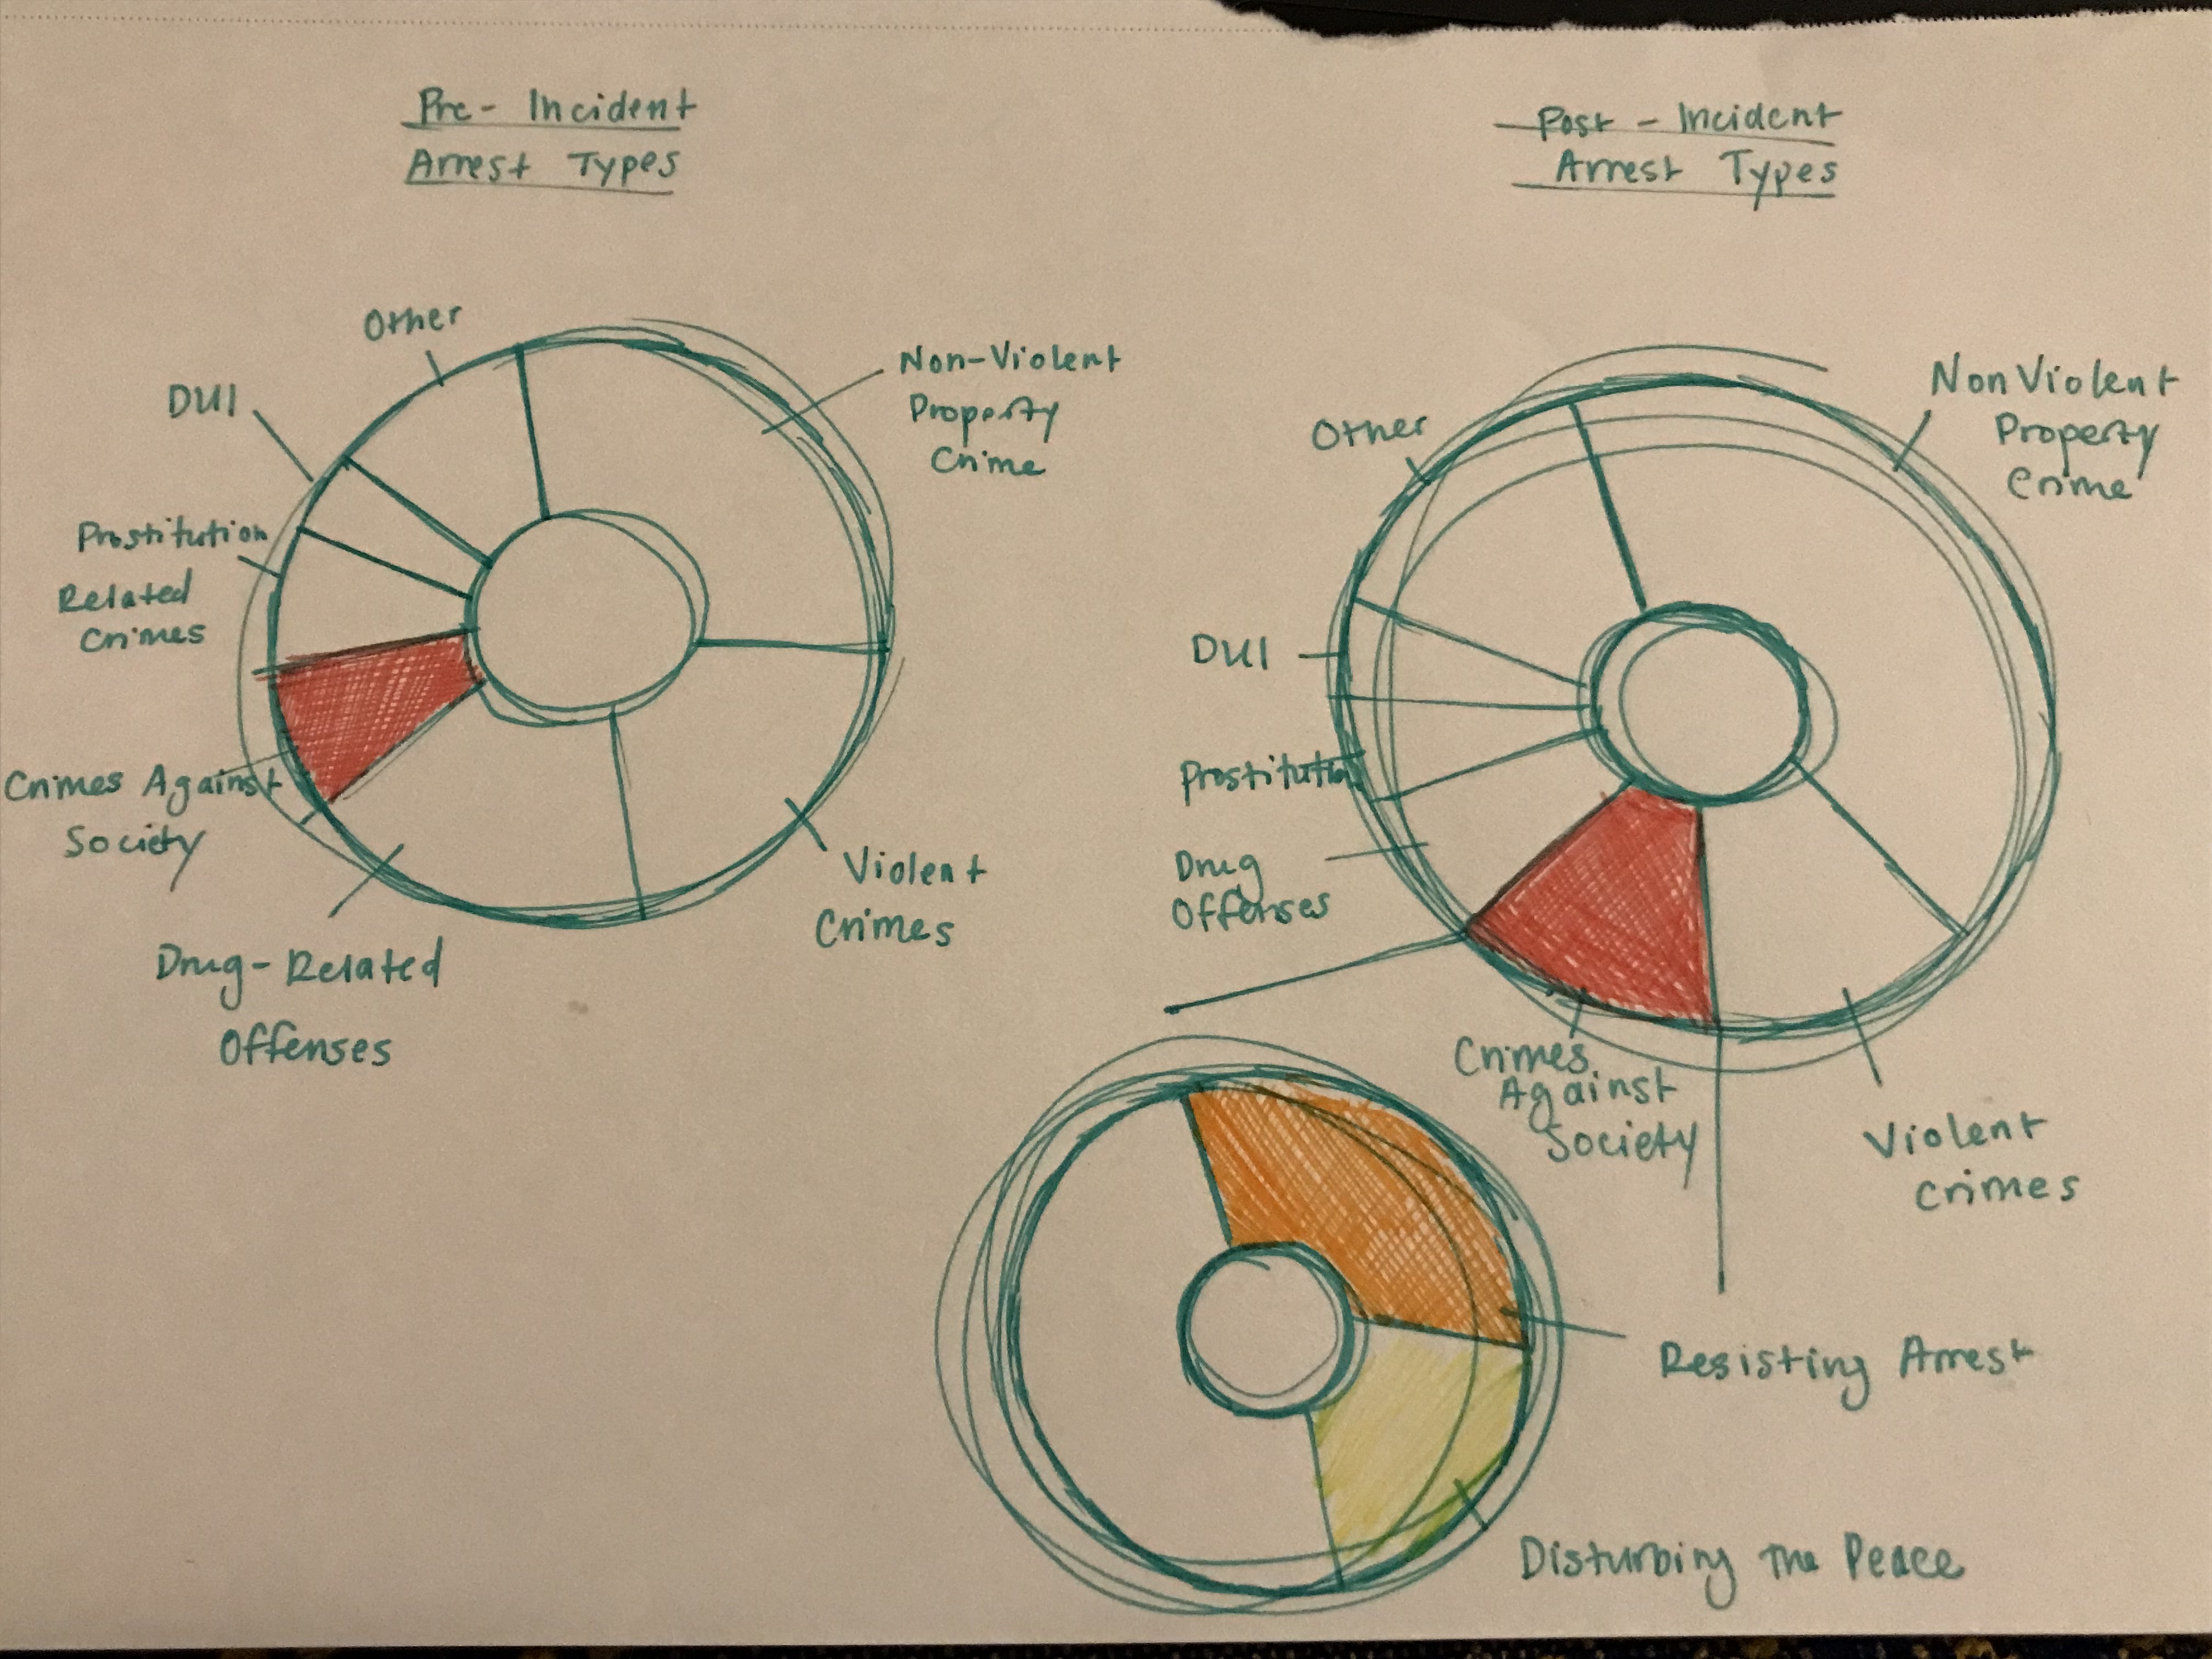 Pre - Incident
Arrest Types
Other
DUI
Non-Violent
Property
Crime
Prostitution
Related
Crimes
Crimes Against
Society
Drug-Related
Offenses
Violent
Crimes
Post - Incident
Arrest Types
Other
Non Violent
Property
Crime
DUI
Prostitution
Drug
Offenses
Crimes
Against
Society
Violent
Crimes
Resisting Arrest
Disturbing The Peace